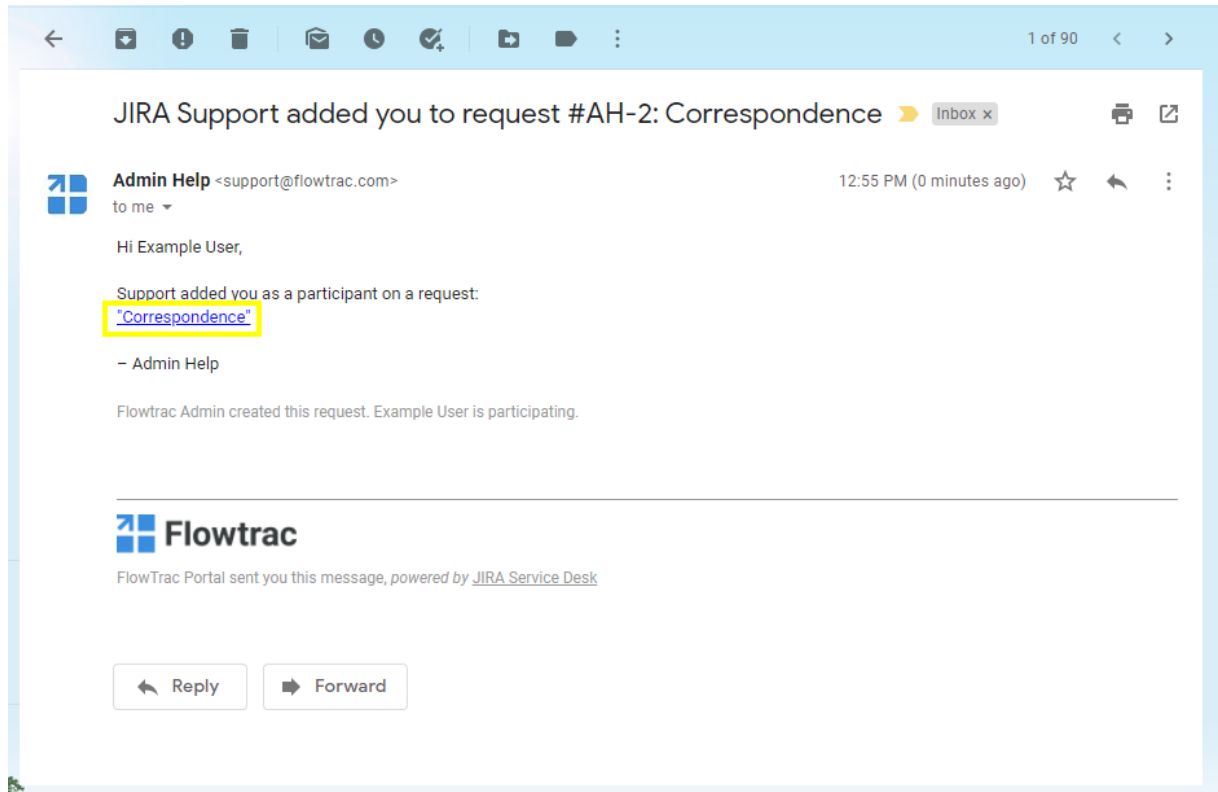 1 of 90
JIRA Support added you to request #AH-2: Correspondence Inbox x
Admin Help <support@flowtrac.com> 12:55 PM (0 minutes ago)
to me
Hi Example User,
Support added you as a participant on a request:
"Correspondence"
– Admin Help
Flowtrac Admin created this request. Example User is participating.
Flowtrac
FlowTrac Portal sent you this message, powered by JIRA Service Desk
Reply Forward